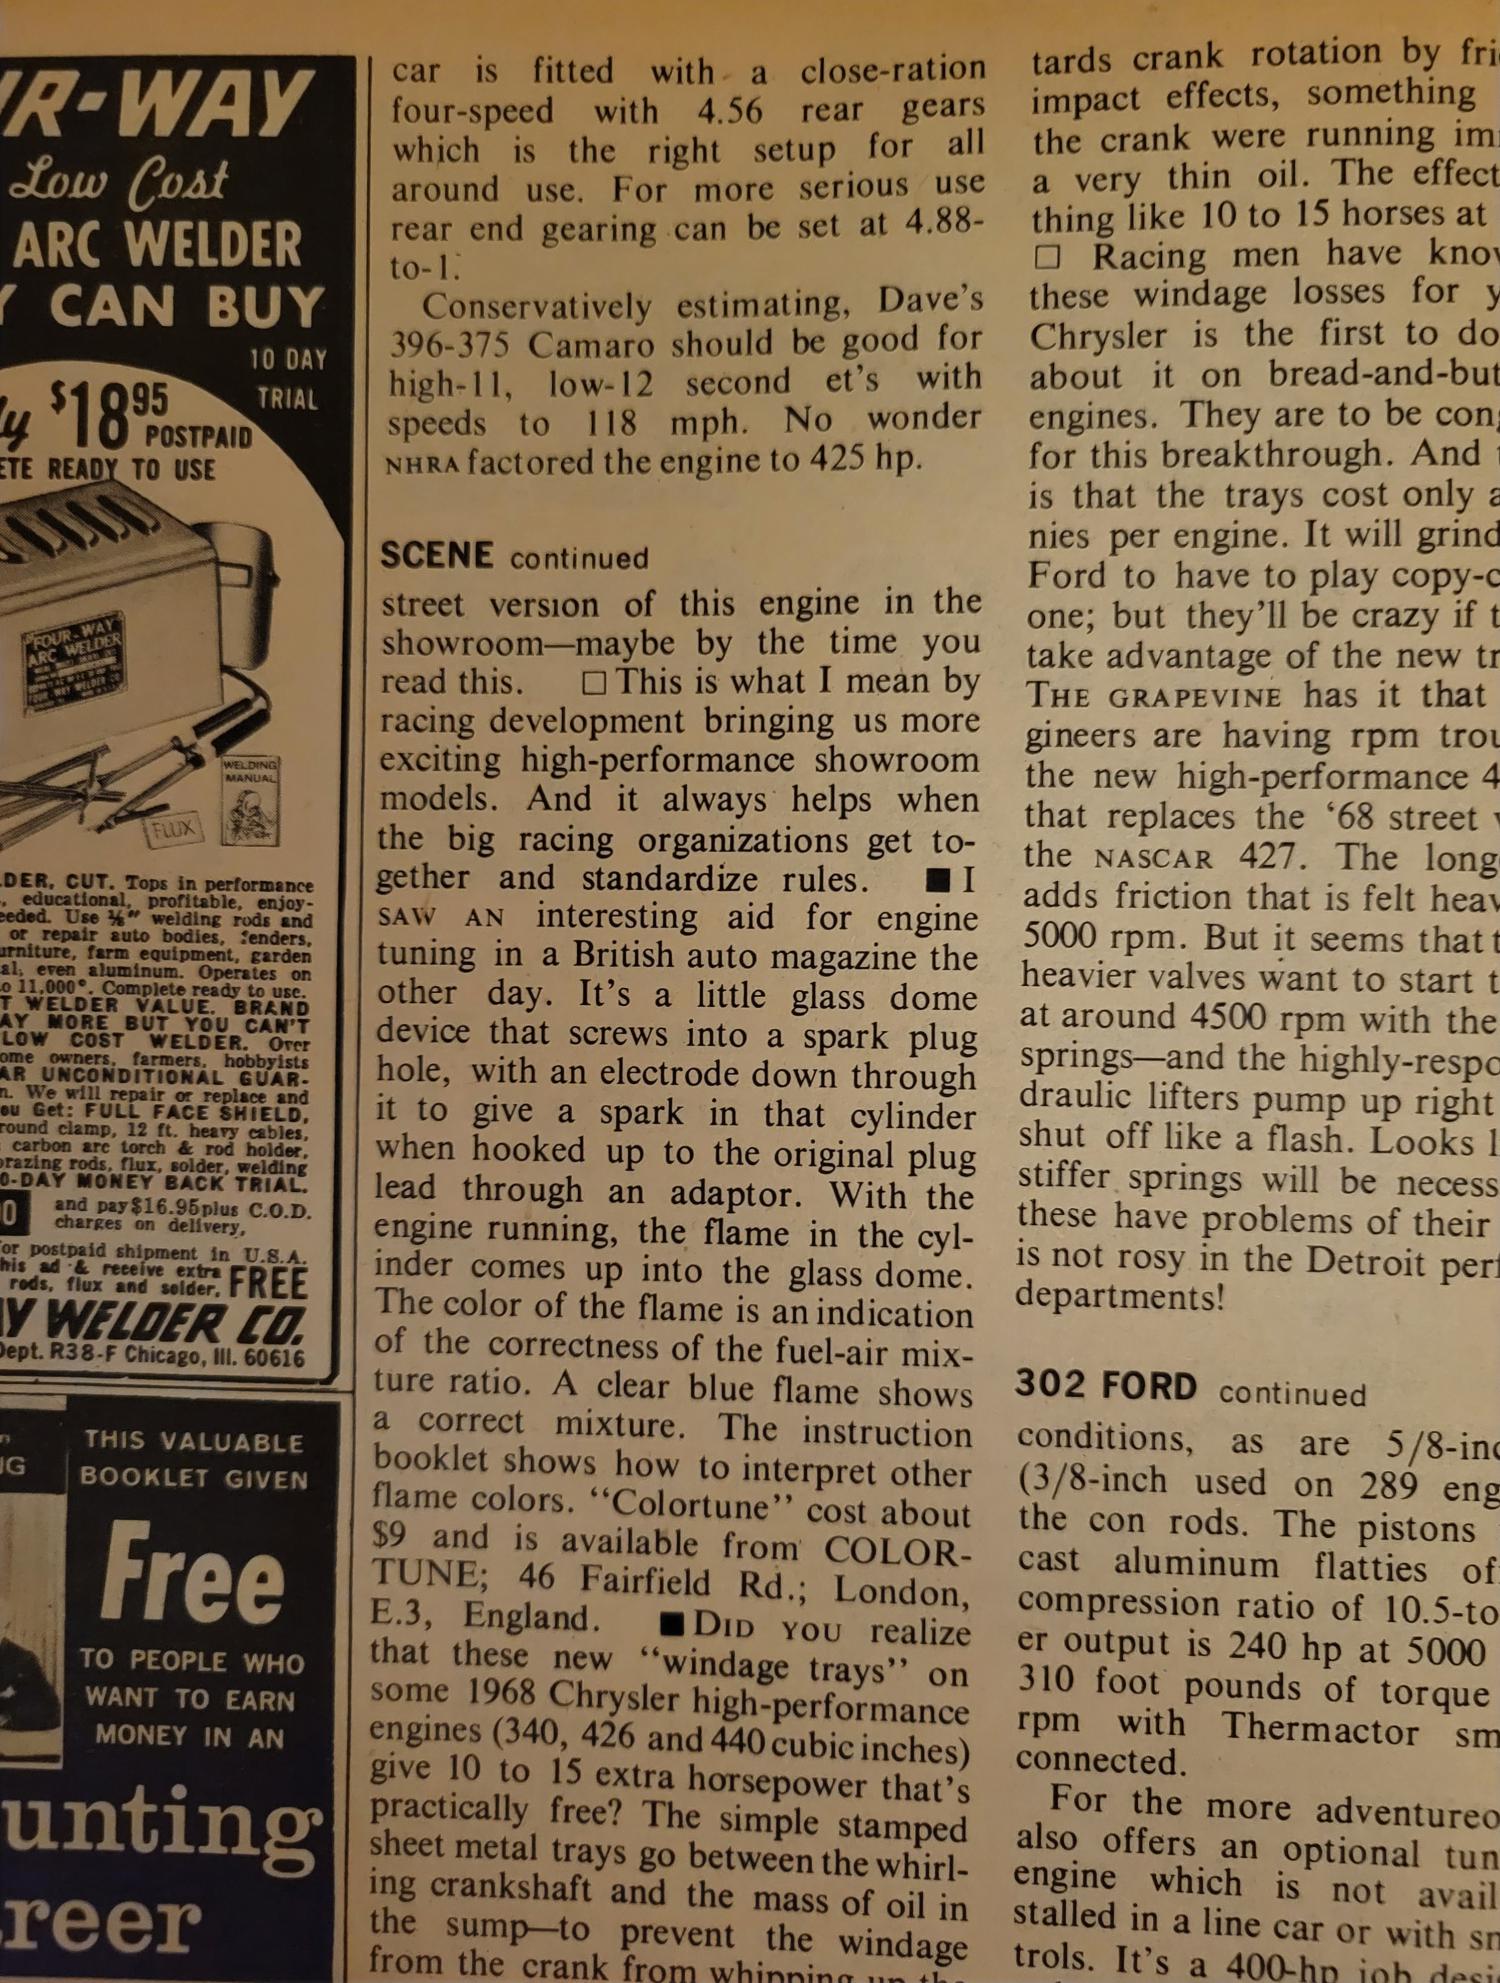 R-WAY
Low Cost
ARC WELDER
CAN BUY
10 DAY
TRIAL
$18 95
POSTPAID
READY TO USE
FOUR-WAY
ARC WELDER
WELDING
MANUAL
FLUX
CUT. Tops in performance
educational, profitable, enjoy-
Use ⅛" welding rods and
or repair auto bodies, fenders,
farm equipment, garden
even aluminum. Operates on
11,000°. Complete ready to use.
WELDER VALUE. BRAND
MORE BUT YOU CAN'T
LOW COST WELDER. Over
owners, farmers, hobbyists
UNCONDITIONAL GUAR-
We will repair or replace and
Get: FULL FACE SHIELD,
clamp, 12 ft. heavy cables,
carbon arc torch & rod holder,
rods, flux, solder, welding
-DAY MONEY BACK TRIAL.
and pay $16.95 plus C.O.D.
charges on delivery,
postpaid shipment in U.S.A.
ad & receive extra
rods, flux and solder, FREE
WELDER CO.
Dept. R38-F Chicago, Ill. 60616
THIS VALUABLE
BOOKLET GIVEN
Free
TO PEOPLE WHO
WANT TO EARN
MONEY IN AN
unting
reer
car is fitted with a close-ration
four-speed with 4.56 rear gears
which is the right setup for all
around use. For more serious use
rear end gearing can be set at 4.88-
to-1.
Conservatively estimating, Dave's
396-375 Camaro should be good for
high-11, low-12 second et's with
speeds to 118 mph. No wonder
NHRA factored the engine to 425 hp.
SCENE continued
street version of this engine in the
showroom—maybe by the time you
read this. □ This is what I mean by
racing development bringing us more
exciting high-performance showroom
models. And it always helps when
the big racing organizations get to-
gether and standardize rules. ■ I
SAW AN interesting aid for engine
tuning in a British auto magazine the
other day. It's a little glass dome
device that screws into a spark plug
hole, with an electrode down through
it to give a spark in that cylinder
when hooked up to the original plug
lead through an adaptor. With the
engine running, the flame in the cyl-
inder comes up into the glass dome.
The color of the flame is an indication
of the correctness of the fuel-air mix-
ture ratio. A clear blue flame shows
a correct mixture. The instruction
booklet shows how to interpret other
flame colors. "Colortune" cost about
$9 and is available from COLOR-
TUNE; 46 Fairfield Rd.; London,
E.3, England. ■ DID YOU realize
that these new "windage trays" on
some 1968 Chrysler high-performance
engines (340, 426 and 440 cubic inches)
give 10 to 15 extra horsepower that's
practically free? The simple stamped
sheet metal trays go between the whirl-
ing crankshaft and the mass of oil in
the sump—to prevent the windage
from the crank from whipping up the
tards crank rotation by
impact effects, something
the crank were running
a very thin oil. The effect
thing like 10 to 15 horses at
□ Racing men have
these windage losses for
Chrysler is the first to do
about it on bread-and-but
engines. They are to be
for this breakthrough. And
is that the trays cost only
nies per engine. It will grind
Ford to have to play copy-c
one; but they'll be crazy if
take advantage of the new
THE GRAPEVINE has it that
gineers are having rpm
the new high-performance
that replaces the '68 street
the NASCAR 427. The
adds friction that is felt
5000 rpm. But it seems that
heavier valves want to start
at around 4500 rpm with the
springs—and the highly-respo
draulic lifters pump up right
shut off like a flash. Looks
stiffer springs will be
these have problems of their
is not rosy in the Detroit
departments!
302 FORD continued
conditions, as are 5/8-inc
(3/8-inch used on 289
the con rods. The pistons
cast aluminum flatties
compression ratio of 10.5-to
er output is 240 hp at 5000
310 foot pounds of torque
rpm with Thermactor
connected.
For the more
also offers an optional
engine which is not
stalled in a line car or with
trols. It's a 400-hp job